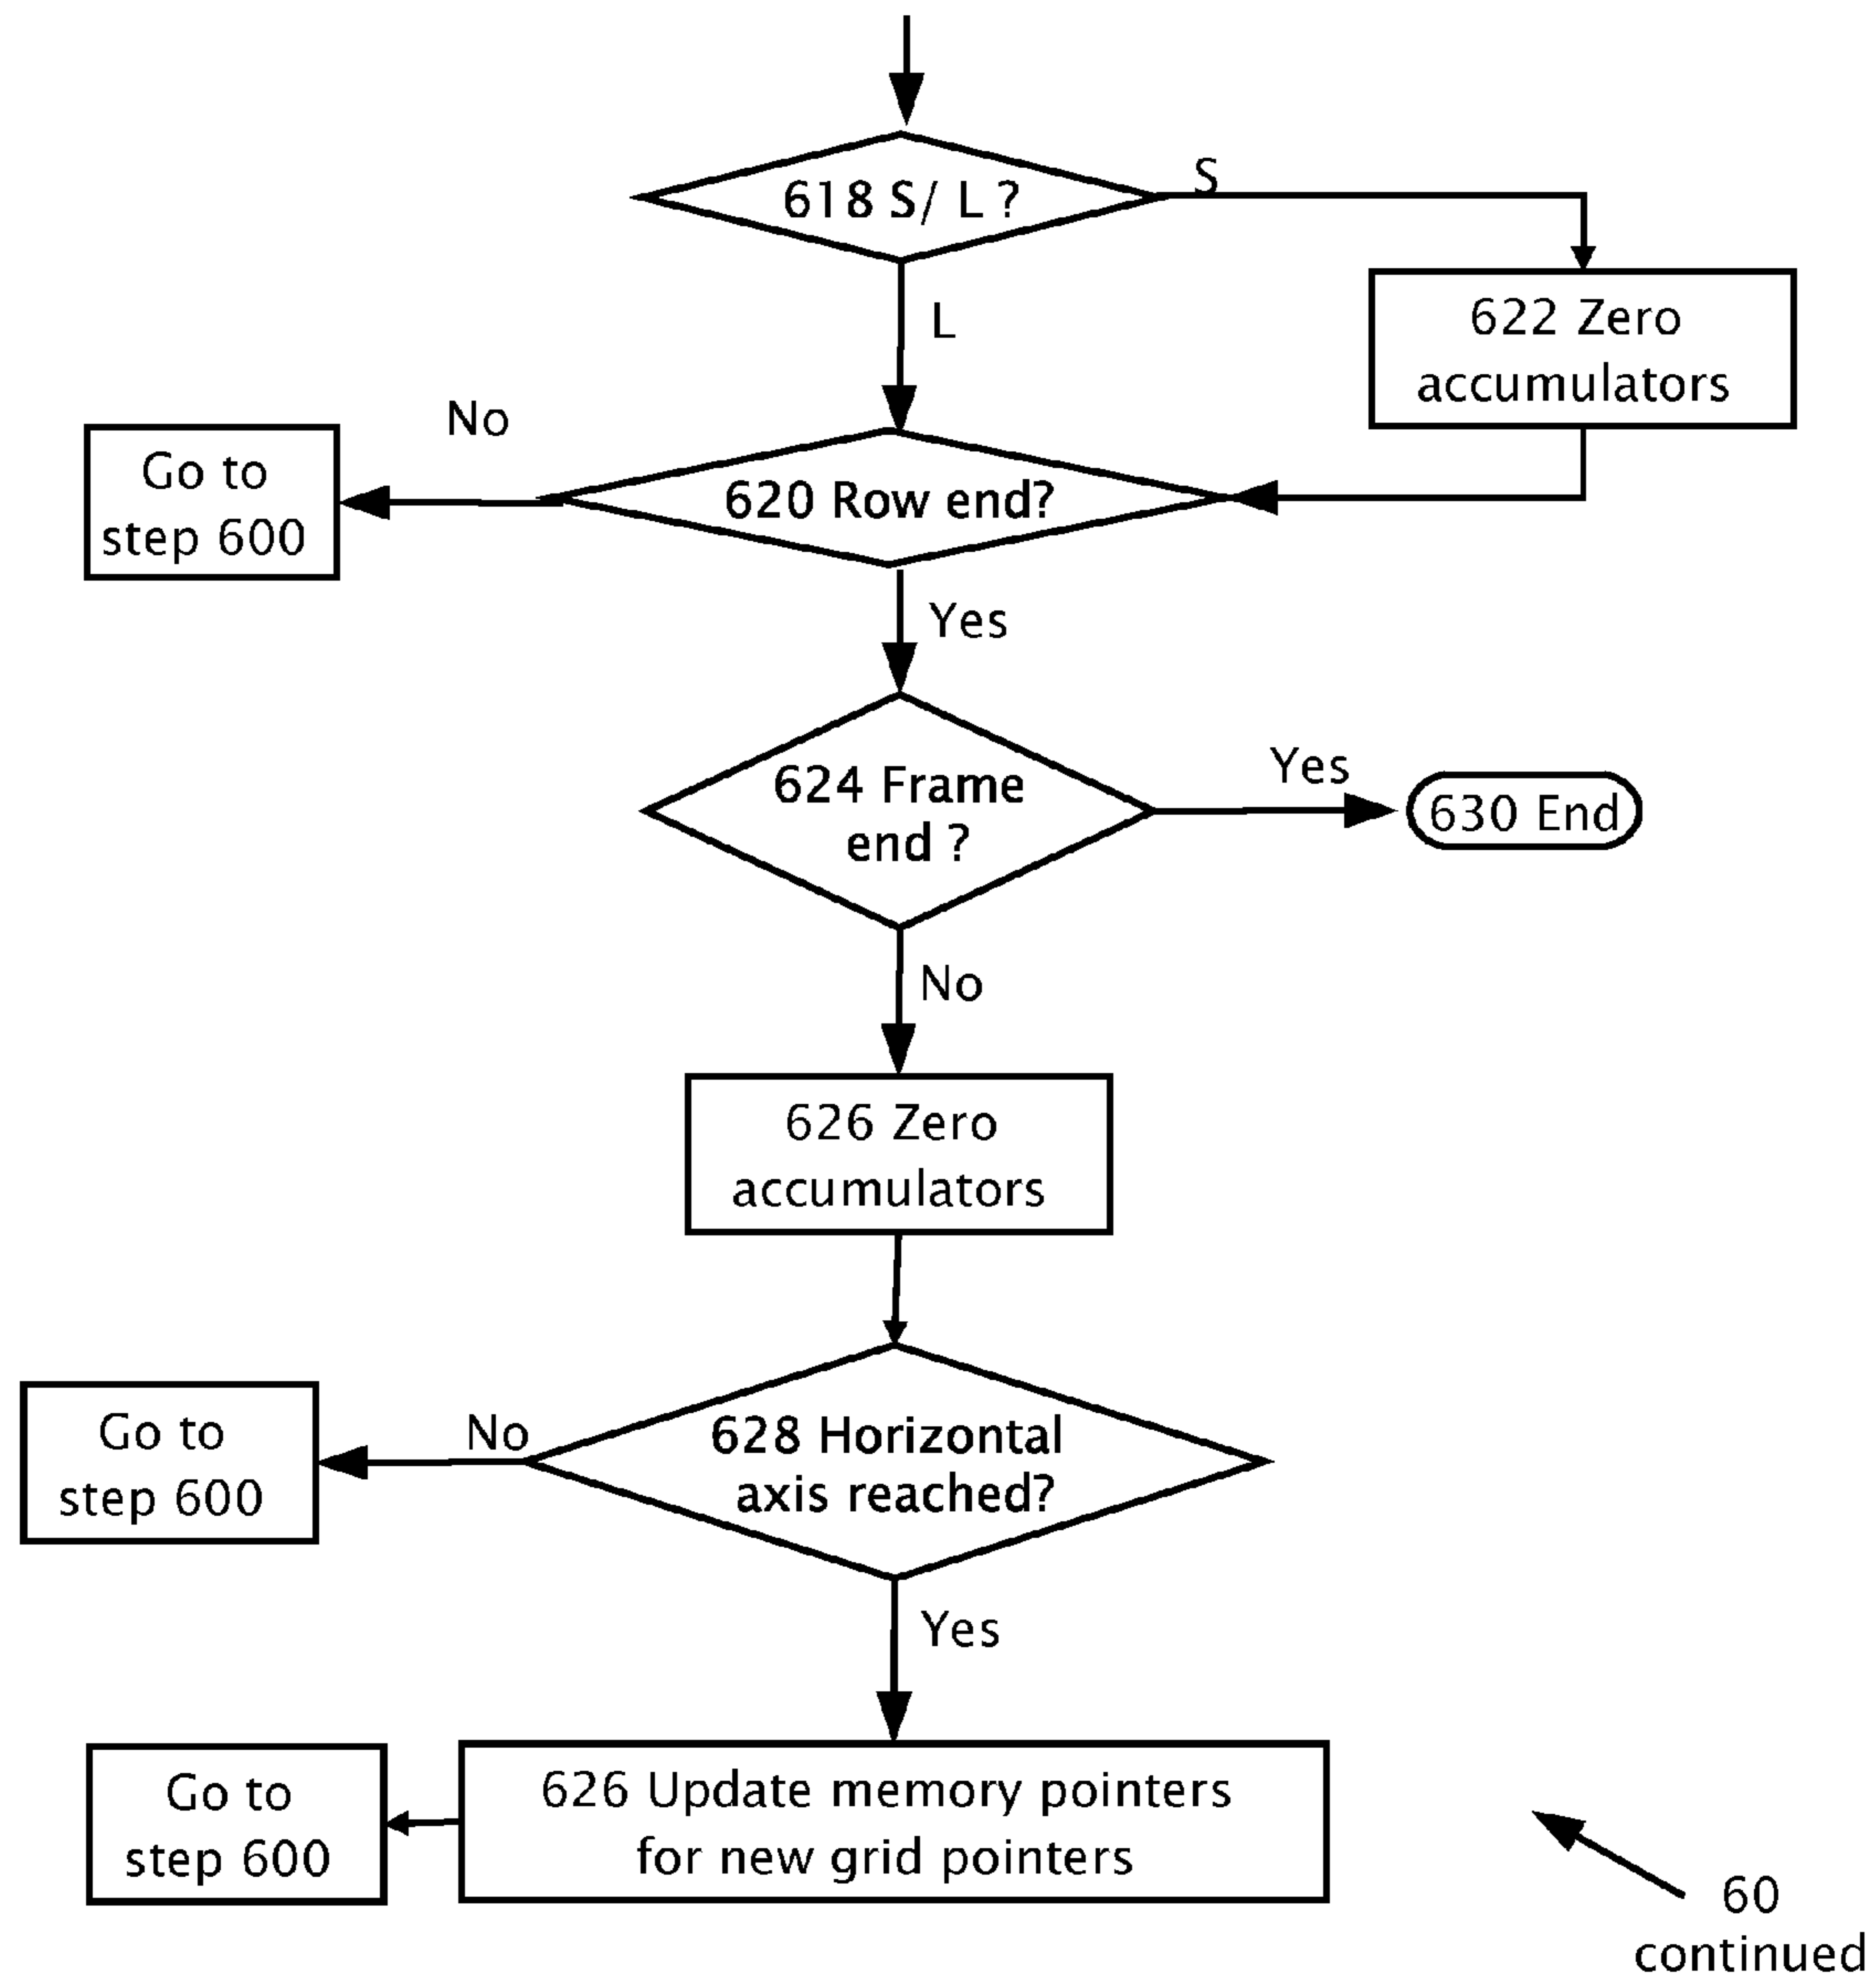 618 S/ L ?
S
L
622 Zero
accumulators
No
Go to
step 600
620 Row end?
Yes
624 Frame
end ?
Yes
630 End
No
626 Zero
accumulators
628 Horizontal
axis reached?
No
Go to
step 600
Yes
626 Update memory pointers
for new grid pointers
Go to
step 600
60
continued